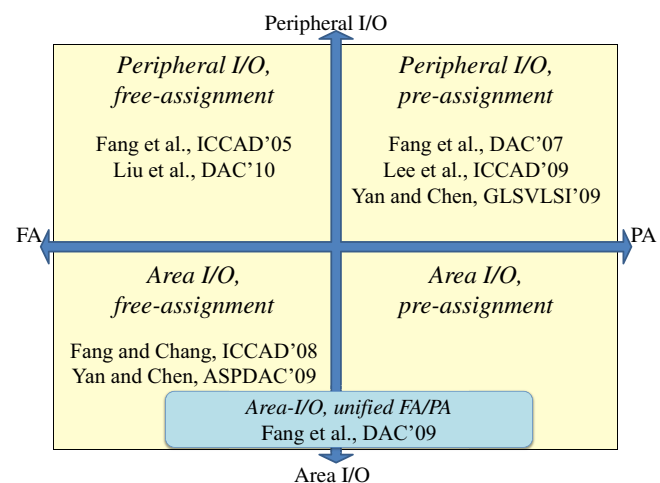 Peripheral I/O
Peripheral I/O,
free-assignment
Fang et al., ICCAD’05
Liu et al., DAC’10
Peripheral I/O,
pre-assignment
Fang et al., DAC’07
Lee et al., ICCAD’09
Yan and Chen, GLSVLSI’09
FA
PA
Area I/O,
free-assignment
Fang and Chang, ICCAD’08
Yan and Chen, ASPDAC’09
Area I/O,
pre-assignment
Area-I/O, unified FA/PA
Fang et al., DAC’09
Area I/O